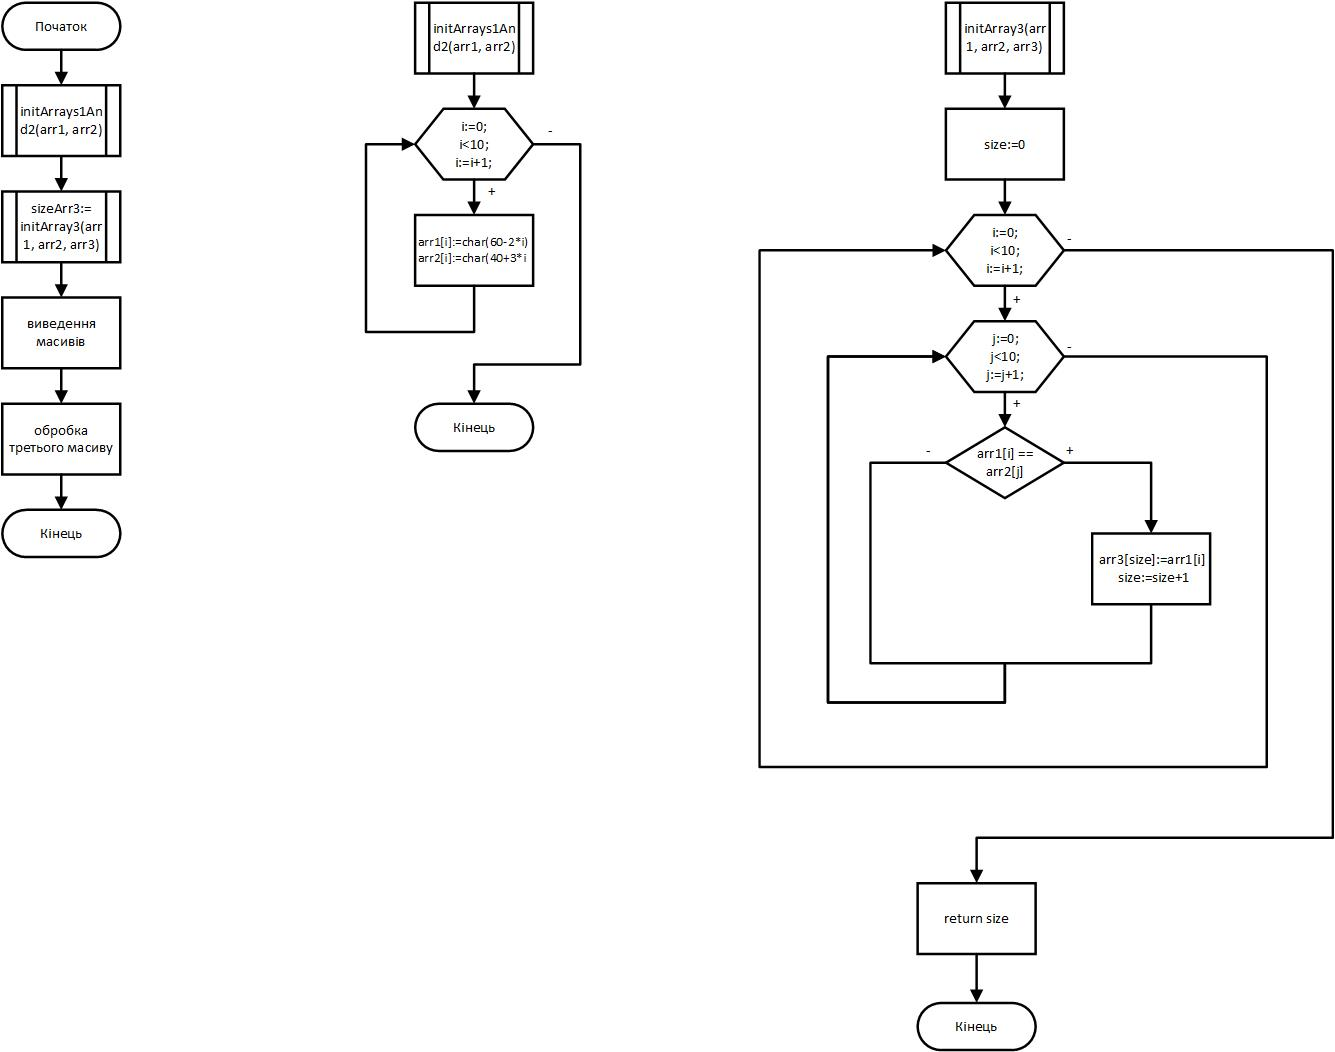 Початок
initArrays1An
d2(arr1, arr2)
sizeArr3:=
initArray3(arr
1, arr2, arr3)
виведення
масивів
обробка
третього масиву
Кінець
initArrays1An
d2(arr1, arr2)
i:=0;
i<10;
i:=i+1;
-
+
arr1[i]:=char(60-2*i)
arr2[i]:=char(40+3*i
Кінець
initArray3(arr
1, arr2, arr3)
size:=0
i:=0;
i<10;
i:=i+1;
-
+
j:=0;
j<10;
j:=j+1;
-
+
arr1[i] ==
arr2[j]
-
+
arr3[size]:=arr1[i]
size:=size+1
return size
Кінець